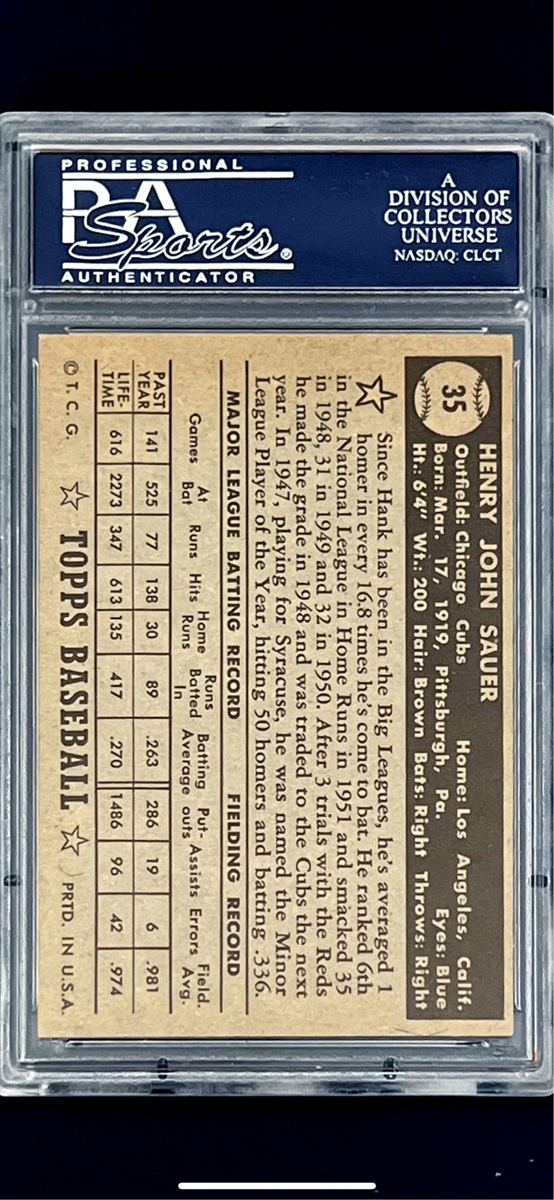 PROFESSIONAL
PSA
Sports®
AUTHENTICATOR
A
DIVISION OF
COLLECTORS
UNIVERSE
NASDAQ: CLCT
35
HENRY JOHN SAUER
Outfield: Chicago Cubs Home: Los Angeles, Calif.
Born: Mar. 17, 1919, Pittsburgh, Pa. Eyes: Blue
Ht.: 6'4" Wt.: 200 Hair: Brown Bats: Right Throws: Right
Since Hank has been in the Big Leagues, he's averaged 1
homer in every 16.8 times he's come to bat. He ranked 6th
in the National League in Home Runs in 1951 and smacked 35
in 1948, 31 in 1949 and 32 in 1950. After 3 trials with the Reds
he made the grade in 1948 and was traded to the Cubs the next
year. In 1947, playing for Syracuse, he was named the Minor
League Player of the Year, hitting 50 homers and batting .336.
MAJOR LEAGUE BATTING RECORD FIELDING RECORD
Games At Bat Runs Hits Home Runs Runs Batted In Batting Average Put-outs Assists Errors Field. Avg.
PAST YEAR 141 525 77 138 30 89 .263 286 19 6 .981
LIFE-TIME 616 2273 347 613 135 417 .270 1486 96 42 .974
© T. C. G. ☆ TOPPS BASEBALL ☆ PRTD. IN U.S.A.